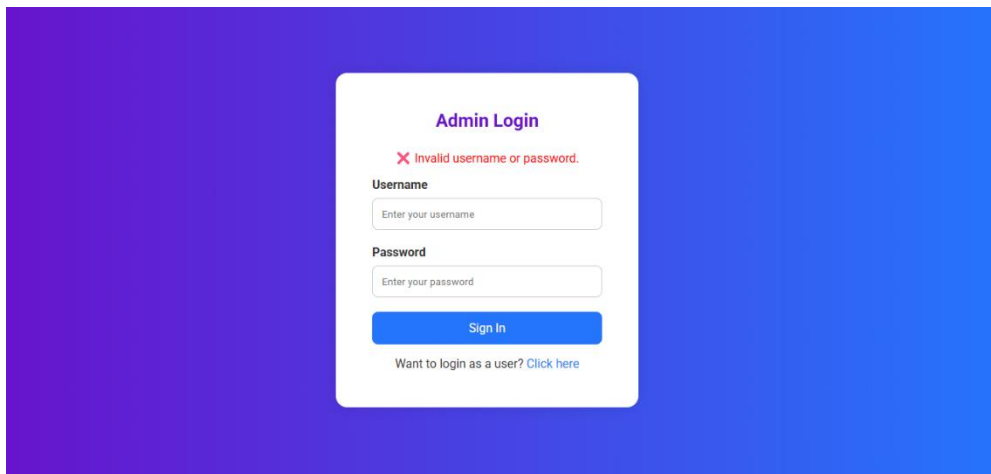 Admin Login
❌ Invalid username or password.
Username
Enter your username
Password
Enter your password
Sign In
Want to login as a user? Click here